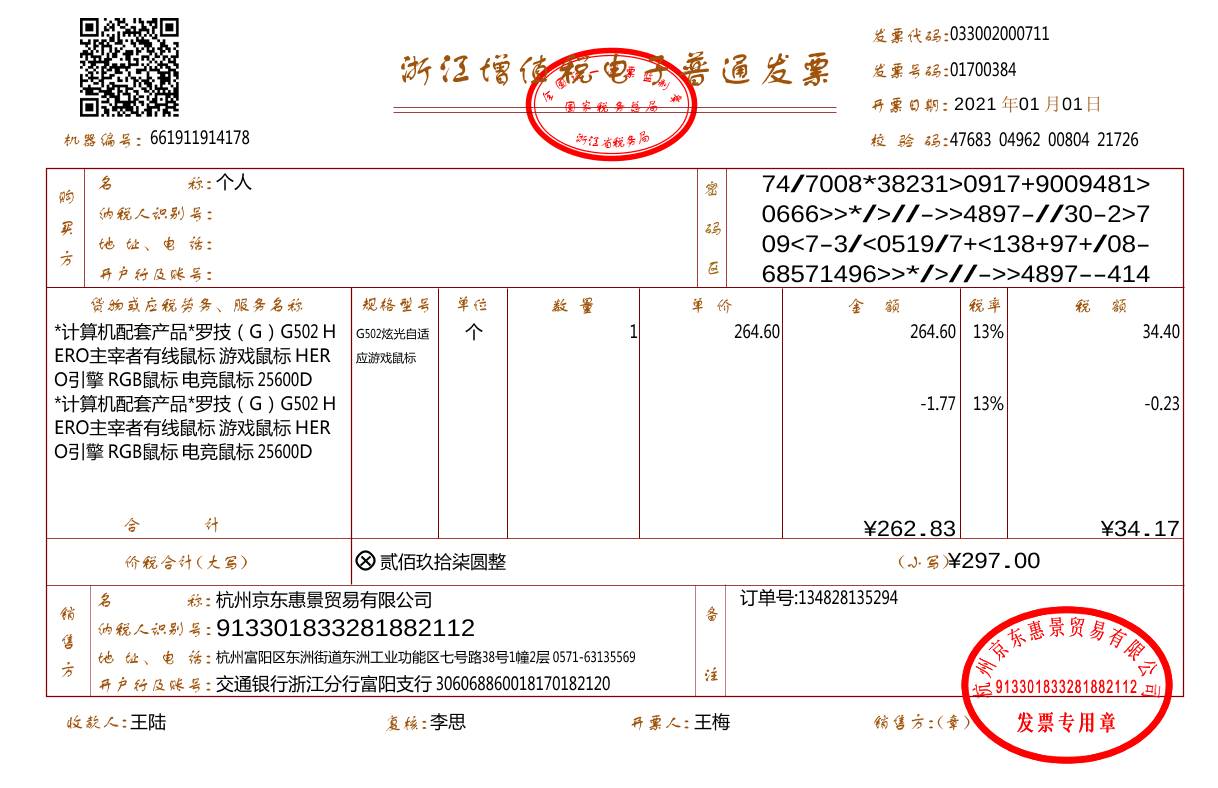 浙江增值税电子普通发票
全国统一发票监制章
国家税务总局
浙江省税务局
发票代码:033002000711
发票号码:01700384
开票日期: 2021 年01 月01日
校 验 码:47683 04962 00804 21726
机器编号: 661911914178
购买方
名 称:个人
纳税人识别号:
地 址、电 话:
开户行及账号:
密码区
74/7008*38231>0917+9009481>
0666>>*/>//->>4897-//30-2>7
09<7-3/<0519/7+<138+97+/08-
68571496>>*/>//->>4897--414
货物或应税劳务、服务名称 规格型号 单位 数 量 单 价 金 额 税率 税 额
*计算机配套产品*罗技（G）G502 H G502炫光自适 个 1 264.60 264.60 13% 34.40
ERO主宰者有线鼠标 游戏鼠标 HER 应游戏鼠标
O引擎 RGB鼠标 电竞鼠标 25600D
*计算机配套产品*罗技（G）G502 H -1.77 13% -0.23
ERO主宰者有线鼠标 游戏鼠标 HER
O引擎 RGB鼠标 电竞鼠标 25600D
合 计 ¥262.83 ¥34.17
价税合计(大写) ⊗ 贰佰玖拾柒圆整 (小写)¥297.00
销售方
名 称:杭州京东惠景贸易有限公司
纳税人识别号:913301833281882112
地 址、电 话:杭州富阳区东洲街道东洲工业功能区七号路38号1幢2层 0571-63135569
开户行及账号:交通银行浙江分行富阳支行 306068860018170182120
备注
订单号:134828135294
杭州京东惠景贸易有限公司
913301833281882112
发票专用章
收款人:王陆 复核:李思 开票人:王梅 销售方:(章)